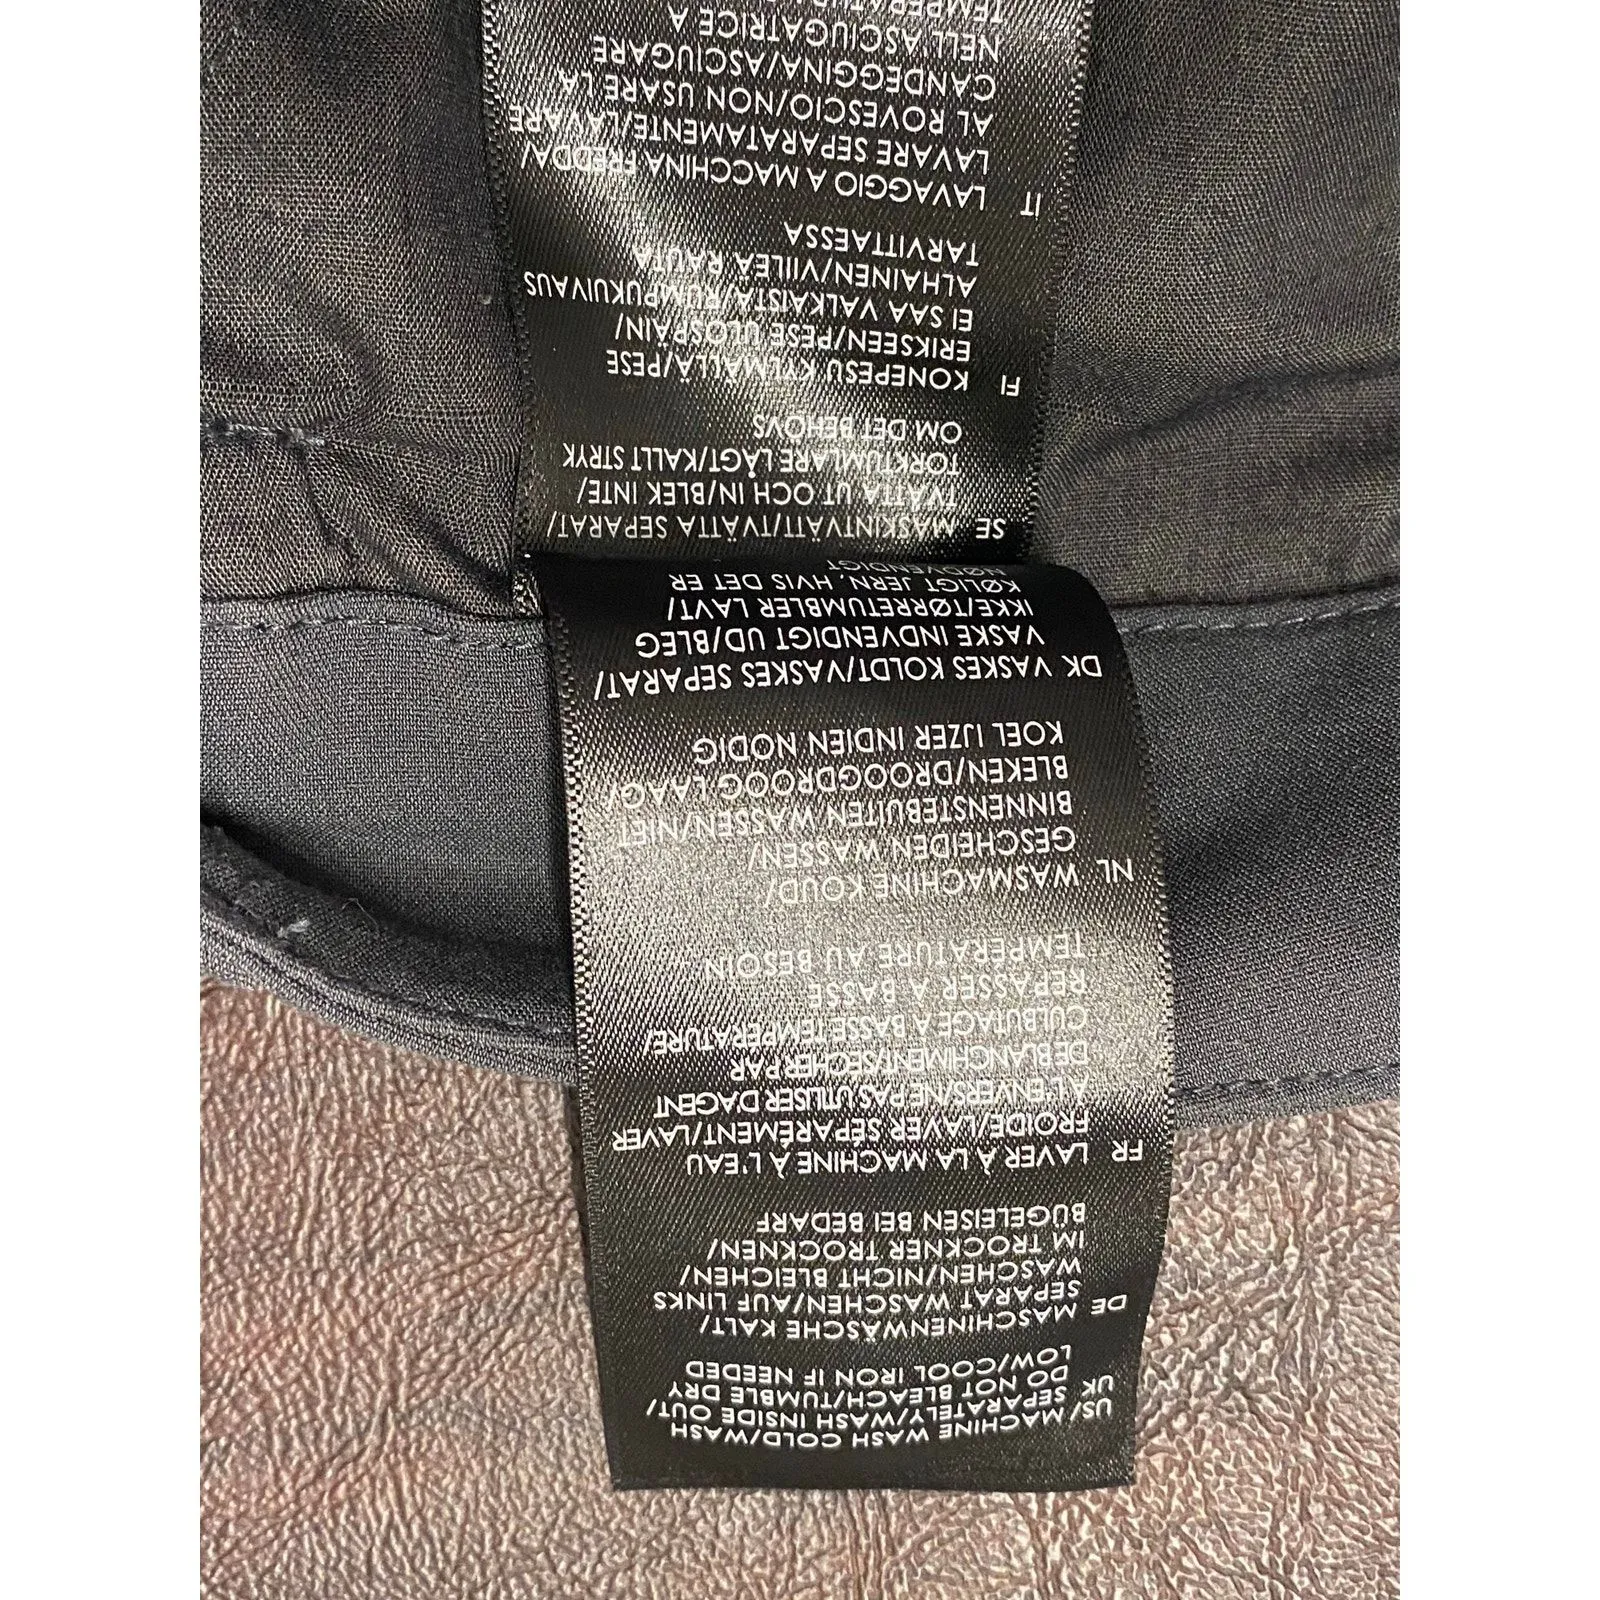 US/ MACHINE WASH COLD/WASH
UK SEPARATELY/WASH INSIDE OUT/
DO NOT BLEACH/TUMBLE DRY
LOW/COOL IRON IF NEEDED
DE MASCHINENWÄSCHE KALT/
SEPARAT WASCHEN/AUF LINKS
WASCHEN/NICHT BLEICHEN/
IM TROCKNER TROCKNEN/
BÜGELEISEN BEI BEDARF
FR LAVER À LA MACHINE À L'EAU
FROIDE/LAVER SÉPARÉMENT/LAVER
À L'ENVERS/NE PAS UTILISER D'AGENT
DE BLANCHIMENT/SECHER PAR
CULBUTAGE A BASSE TEMPERATURE/
REPASSER A BASSE
TEMPERATURE AU BESOIN
NL WASMACHINE KOUD/
GESCHEIDEN WASSEN/
BINNENSTEBUITEN WASSEN/NIET
BLEKEN/DROOGDROOG LAAG/
KOEL IJZER INDIEN NODIG
DK VASKES KOLDT/VASKES SEPARAT/
VASKE INDVENDIGT UD/BLEG
IKKE/TØRRETUMBLER LAVT/
KØLIGT JERN, HVIS DET ER
NØDVENDIGT
SE MASKINTVÄTT/TVÄTTA SEPARAT/
TVÄTTA UT OCH IN/BLEK INTE/
TORKTUMLARE LÅGT/KALLT STRYK
OM DET BEHÖVS
FI KONEPESU KYLMÄLLÄ/PESE
ERIKSEEN/PESE ULOSPÄIN/
EI SAA VALKAISTA/RUMPUKUIVAUS
ALHAINEN/VIILEÄ RAUTA
TARVITTAESSA
IT LAVAGGIO A MACCHINA FREDDA/
LAVARE SEPARATAMENTE/LAVARE
AL ROVESCIO/NON USARE LA
CANDEGGINA/ASCIUGARE
NELL ASCIUGATRICE A